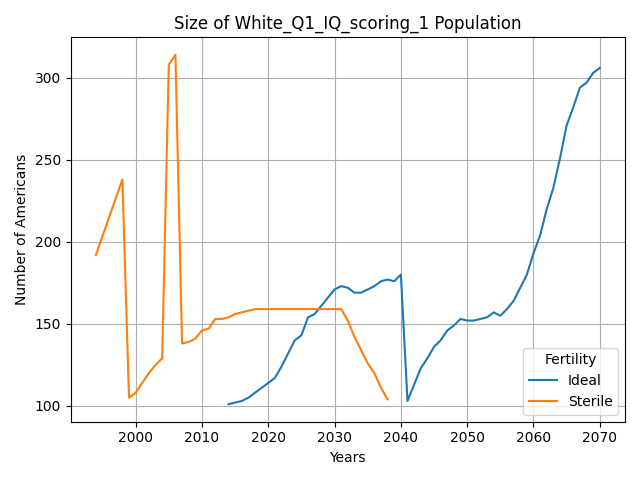 Size of White_Q1_IQ_scoring_1 Population
Number of Americans
300
250
200
150
100
2000 2010 2020 2030 2040 2050 2060 2070
Years
Fertility
Ideal
Sterile